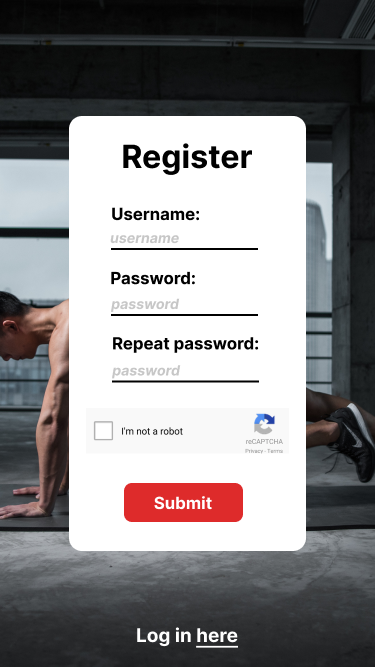 Register
Username:
username
Password:
password
Repeat password:
password
I'm not a robot
reCAPTCHA
Privacy - Terms
Submit
Log in here